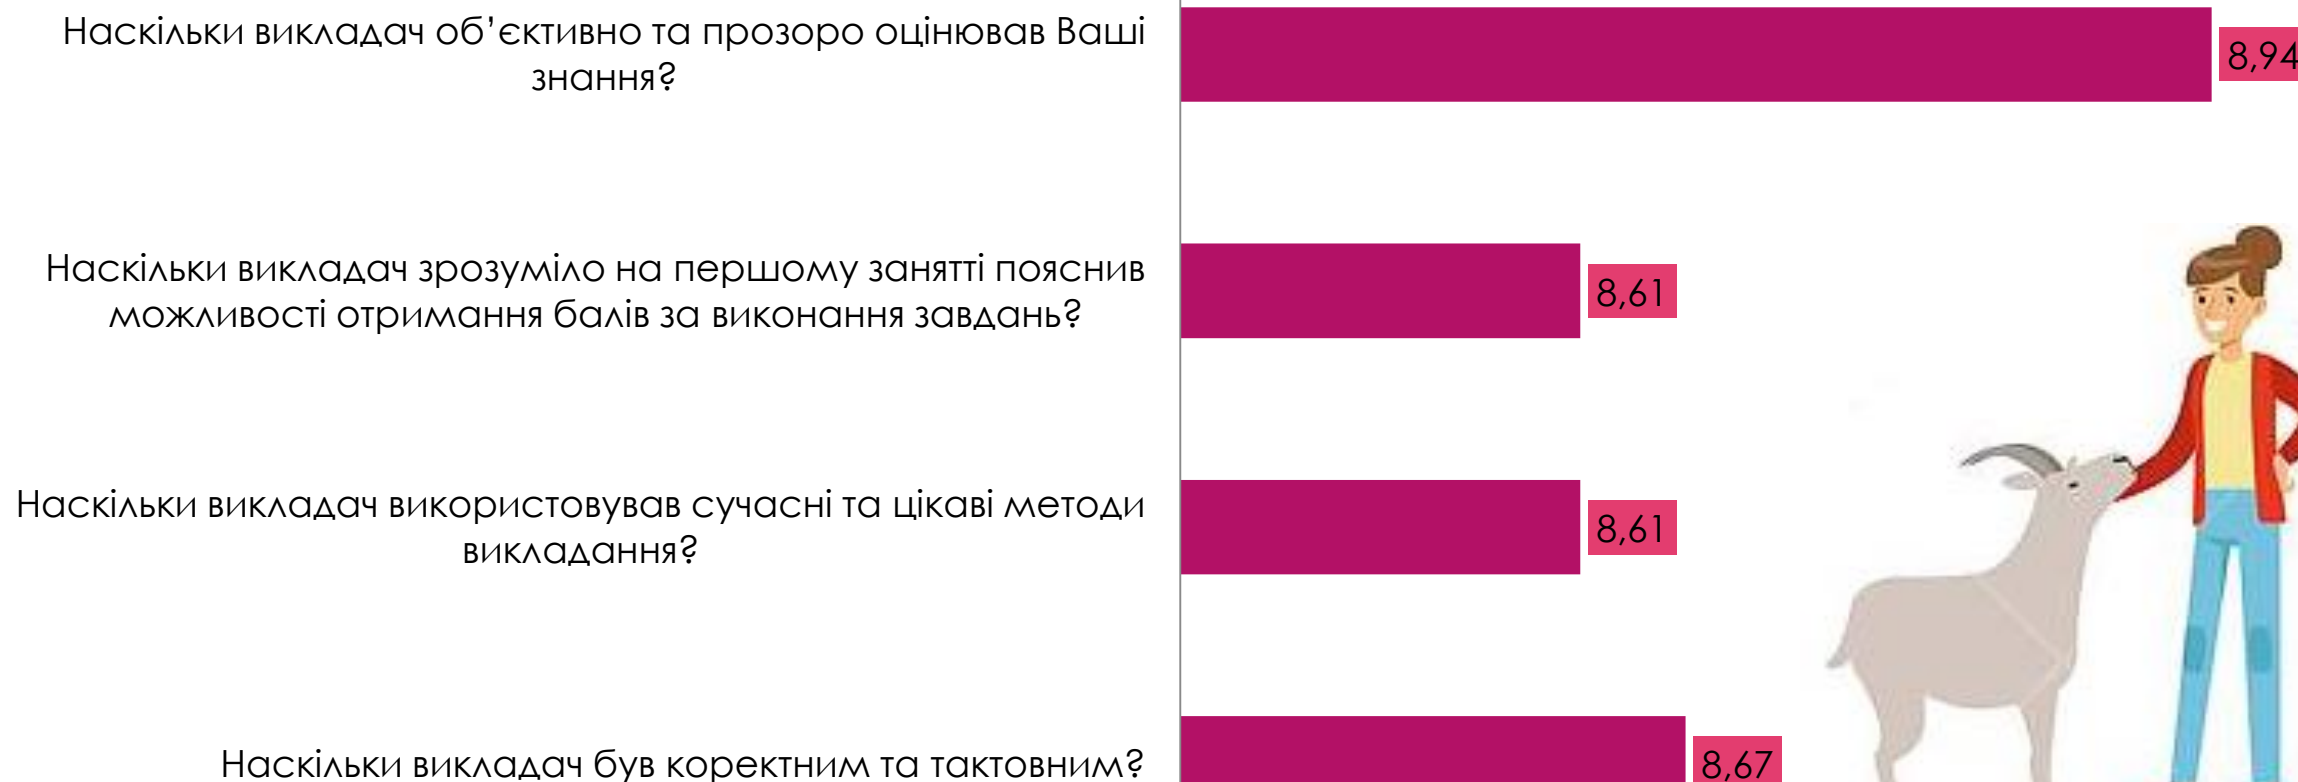 Наскільки викладач об’єктивно та прозоро оцінював Ваші
знання?
8,94
Наскільки викладач зрозуміло на першому занятті пояснив
можливості отримання балів за виконання завдань?
8,61
Наскільки викладач використовував сучасні та цікаві методи
викладання?
8,61
Наскільки викладач був коректним та тактовним?
8,67